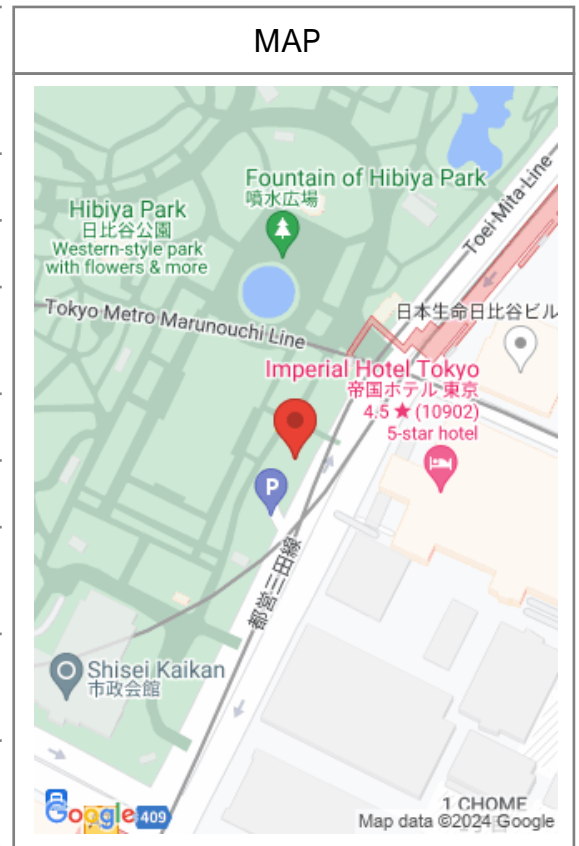 MAP
Fountain of Hibiya Park
噴水広場
Hibiya Park
日比谷公園
Western-style park
with flowers & more
Toei-Mita-Line
Tokyo Metro Marunouchi Line
日本生命日比谷ビル
Imperial Hotel Tokyo
帝国ホテル 東京
4.5 ★ (10902)
5-star hotel
P
都営三田線
Shisei Kaikan
市政会館
Google
409
1 CHOME
Map data ©2024 Google